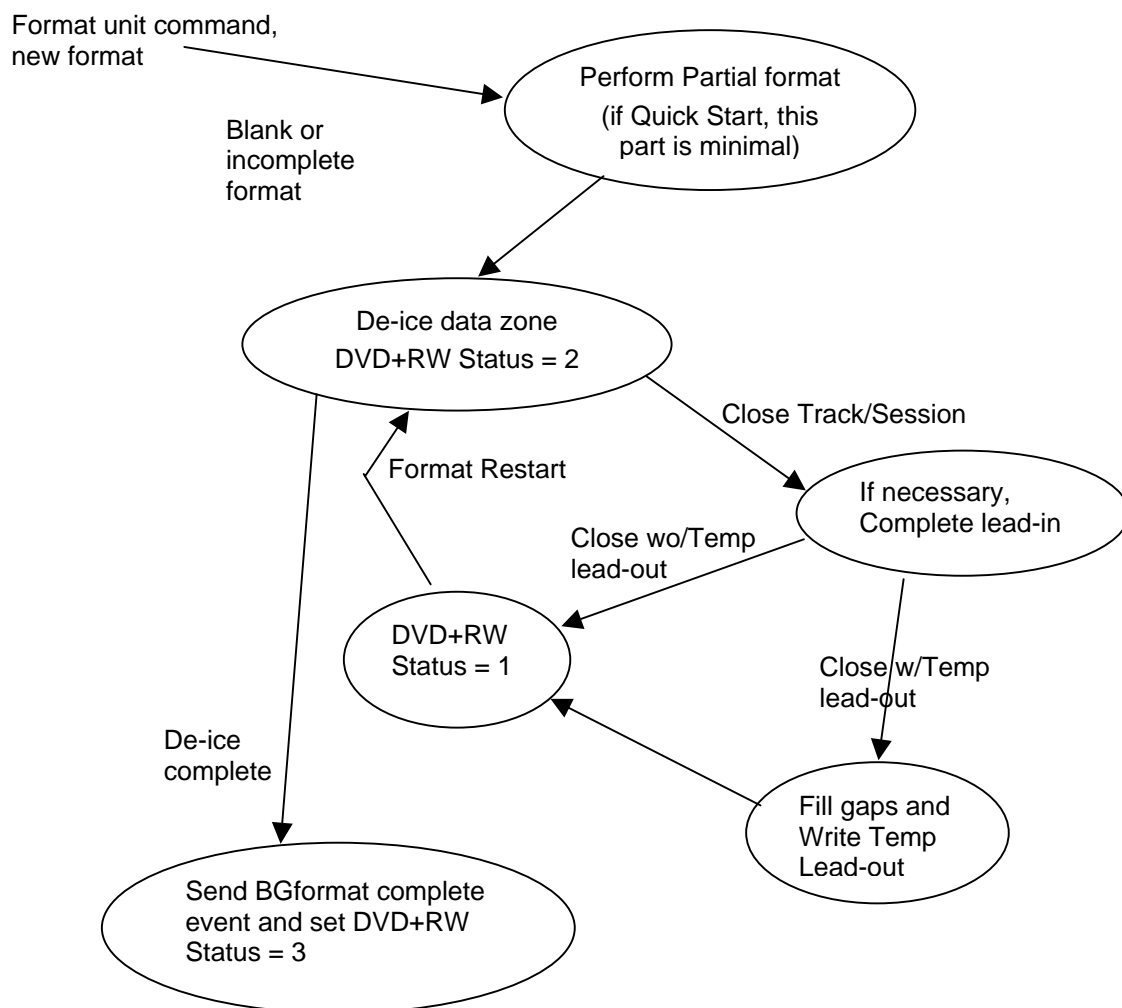 Format unit command,
new format
Perform Partial format
(if Quick Start, this
part is minimal)
Blank or
incomplete
format
De-ice data zone
DVD+RW Status = 2
Close Track/Session
Format Restart
If necessary,
Complete lead-in
Close wo/Temp
lead-out
DVD+RW
Status = 1
Close w/Temp
lead-out
De-ice
complete
Fill gaps and
Write Temp
Lead-out
Send BGformat complete
event and set DVD+RW
Status = 3